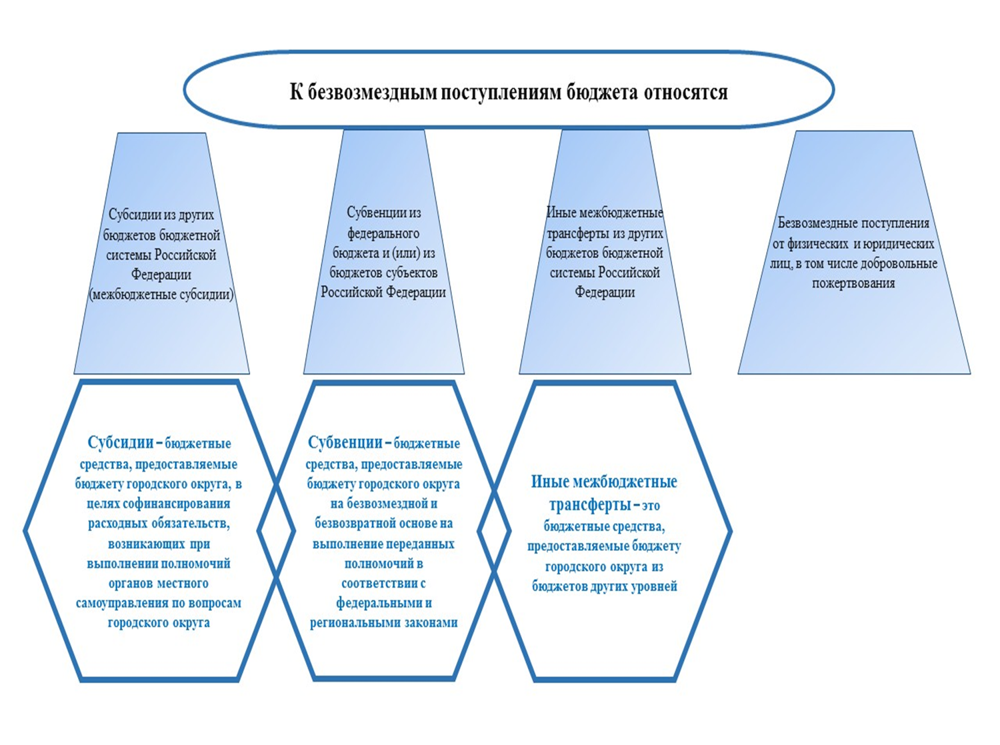 К безвозмездным поступлениям бюджета относятся
Субсидии из других
бюджетов бюджетной
системы Российской
Федерации
(межбюджетные субсидии)
Субвенции из
федерального
бюджета и (или) из
бюджетов субъектов
Российской Федерации
Иные межбюджетные
трансферты из других
бюджетов бюджетной
системы Российской
Федерации
Безвозмездные поступления
от физических и юридических
лиц, в том числе добровольные
пожертвования
Субсидии – бюджетные
средства, предоставляемые
бюджету городского округа, в
целях софинансирования
расходных обязательств,
возникающих при
выполнении полномочий
органов местного
самоуправления по вопросам
городского округа
Субвенции – бюджетные
средства, предоставляемые
бюджету городского округа
на безвозмездной и
безвозвратной основе на
выполнение переданных
полномочий в
соответствии с
федеральными и
региональными законами
Иные межбюджетные
трансферты – это
бюджетные средства,
предоставляемые бюджету
городского округа из
бюджетов других уровней